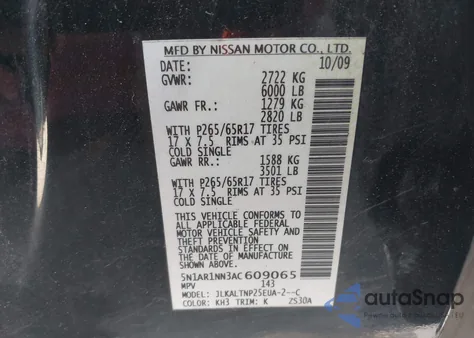 MFD BY NISSAN MOTOR CO., LTD.
DATE: 10/09
GVWR: 2722 KG
6000 LB
GAWR FR.: 1279 KG
2820 LB
WITH P265/65R17 TIRES
17 X 7.5 RIMS AT 35 PSI
COLD SINGLE
GAWR RR.: 1588 KG
3501 LB
WITH P265/65R17 TIRES
17 X 7.5 RIMS AT 35 PSI
COLD SINGLE
THIS VEHICLE CONFORMS TO
ALL APPLICABLE FEDERAL
MOTOR VEHICLE SAFETY
STANDARDS IN EFFECT ON
THE DATE OF MANUFACTURE
SHOWN ABOVE.
5N1AR1NN3AC609065
MPV 143
MODEL: JLKALTNP25EUA-2--C
COLOR: KH3 TRIM: K ZS30A
autoSnap